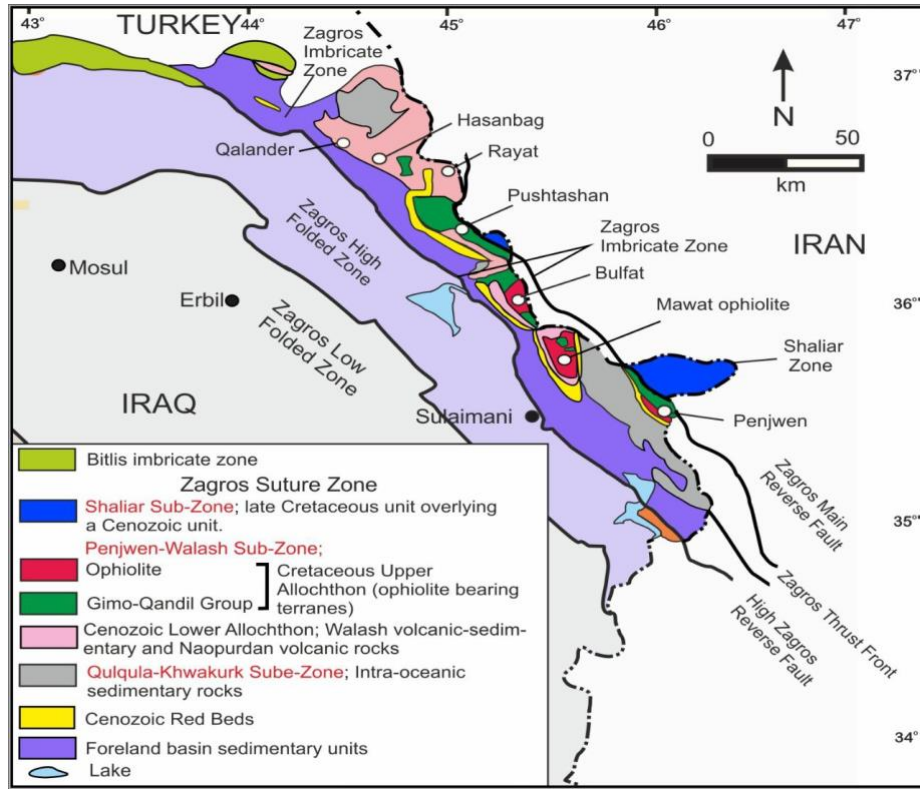 43°
44°
45°
46°
47°
TURKEY
Zagros
Imbricate
Zone
37°
N
0
50
km
Hasanbag
Qalander
Rayat
Pushtashan
Zagros
Imbricate Zone
IRAN
Zagros High
Folded Zone
Bulfat
Mosul
Erbil
Mawat ophiolite
36°
Zagros Low
Folded Zone
Shaliar
Zone
IRAQ
Sulaimani
Penjwen
Zagros Main
Reverse Fault
35°
Zagros Thrust Front
High Zagros
Reverse Fault
34°
Bitlis imbricate zone
Zagros Suture Zone
Shaliar Sub-Zone; late Cretaceous unit overlying
a Cenozoic unit.
Penjwen-Walash Sub-Zone;
Ophiolite
Gimo-Qandil Group
Cretaceous Upper
Allochthon (ophiolite bearing
terranes)
Cenozoic Lower Allochthon; Walash volcanic-sedim-
entary and Naopurdan volcanic rocks
Qulqula-Khwakurk Sube-Zone; Intra-oceanic
sedimentary rocks
Cenozoic Red Beds
Foreland basin sedimentary units
Lake